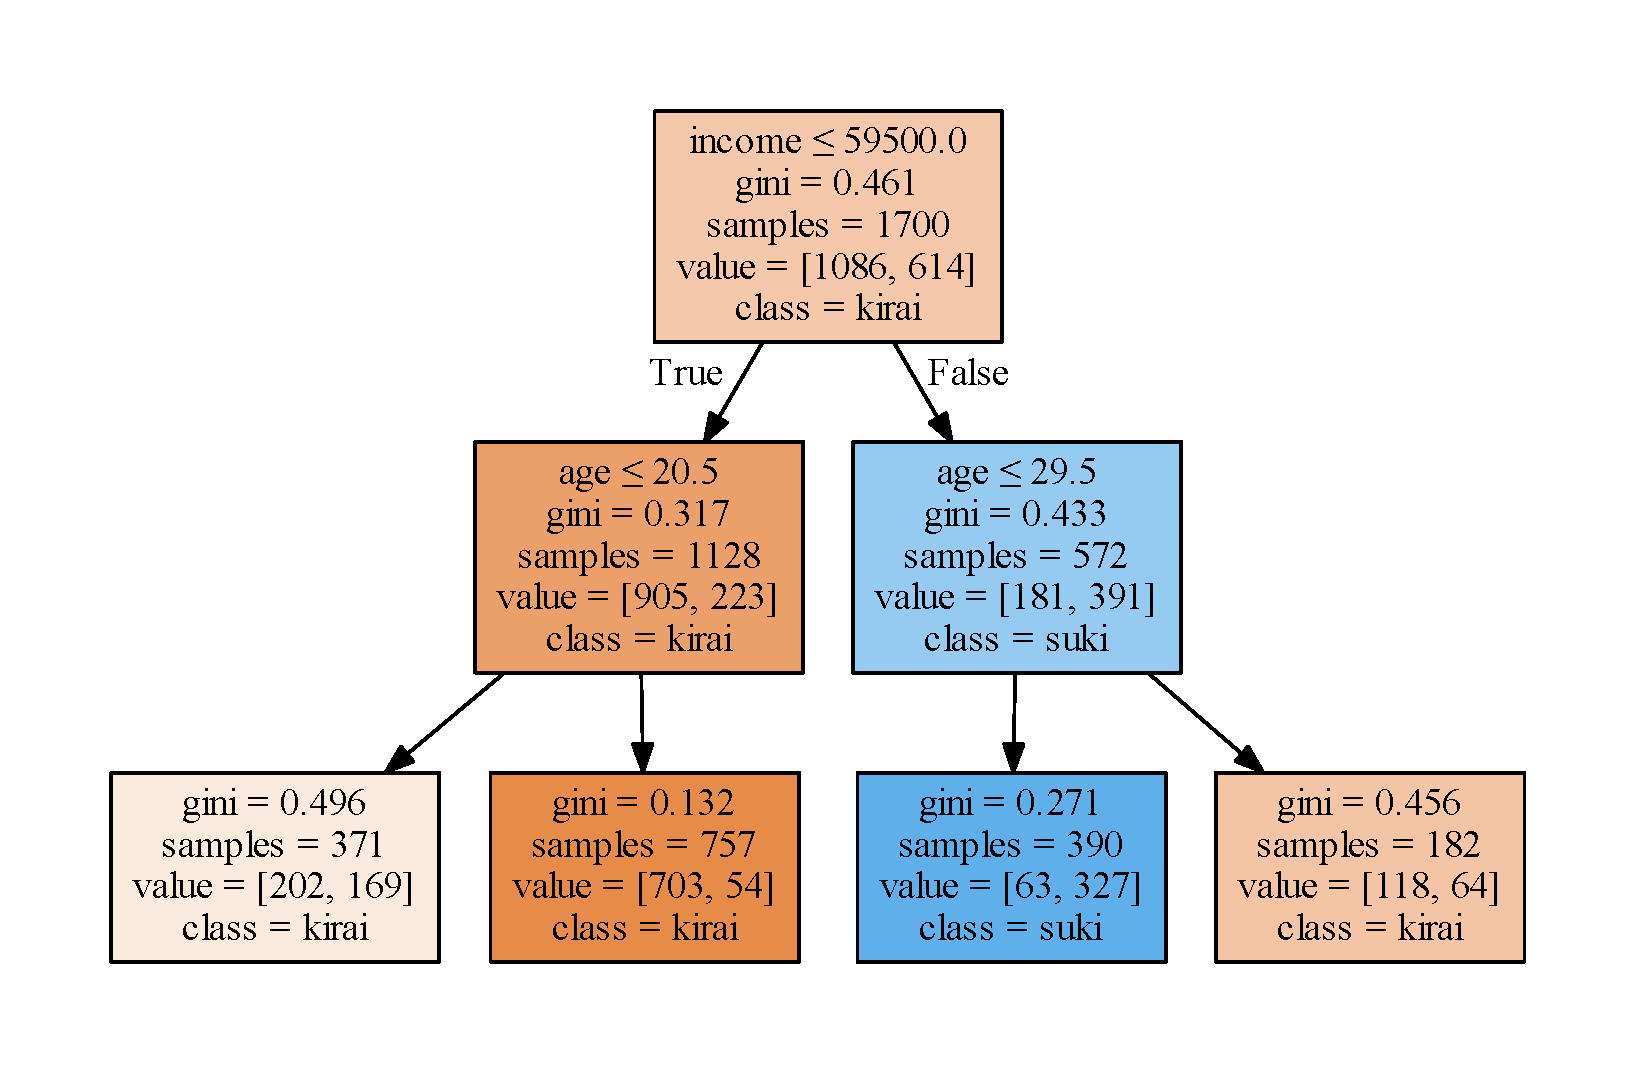 income ≤ 59500.0
gini = 0.461
samples = 1700
value = [1086, 614]
class = kirai
True
False
age ≤ 20.5
gini = 0.317
samples = 1128
value = [905, 223]
class = kirai
age ≤ 29.5
gini = 0.433
samples = 572
value = [181, 391]
class = suki
gini = 0.496
samples = 371
value = [202, 169]
class = kirai
gini = 0.132
samples = 757
value = [703, 54]
class = kirai
gini = 0.271
samples = 390
value = [63, 327]
class = suki
gini = 0.456
samples = 182
value = [118, 64]
class = kirai